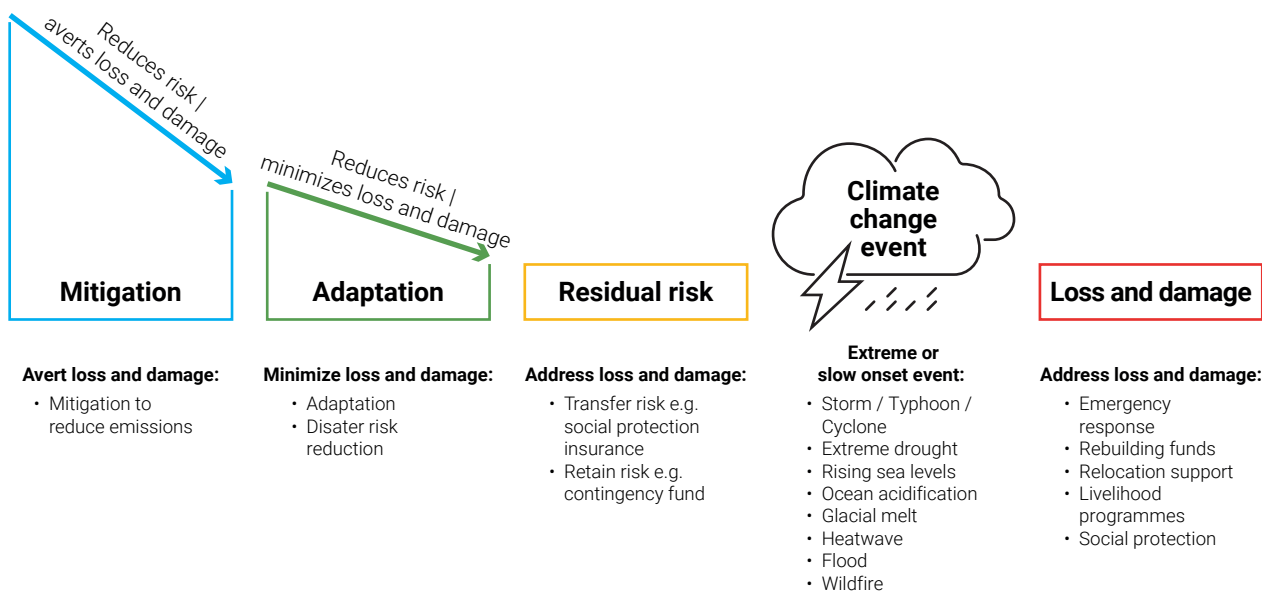 Reduces risk |
averts loss and damage
Reduces risk |
minimizes loss and damage
Climate
change
event
Mitigation
Adaptation
Residual risk
Loss and damage
Avert loss and damage:
• Mitigation to
reduce emissions
Minimize loss and damage:
• Adaptation
• Disater risk
reduction
Address loss and damage:
• Transfer risk e.g.
social protection
insurance
• Retain risk e.g.
contingency fund
Extreme or
slow onset event:
• Storm / Typhoon /
Cyclone
• Extreme drought
• Rising sea levels
• Ocean acidification
• Glacial melt
• Heatwave
• Flood
• Wildfire
Address loss and damage:
• Emergency
response
• Rebuilding funds
• Relocation support
• Livelihood
programmes
• Social protection